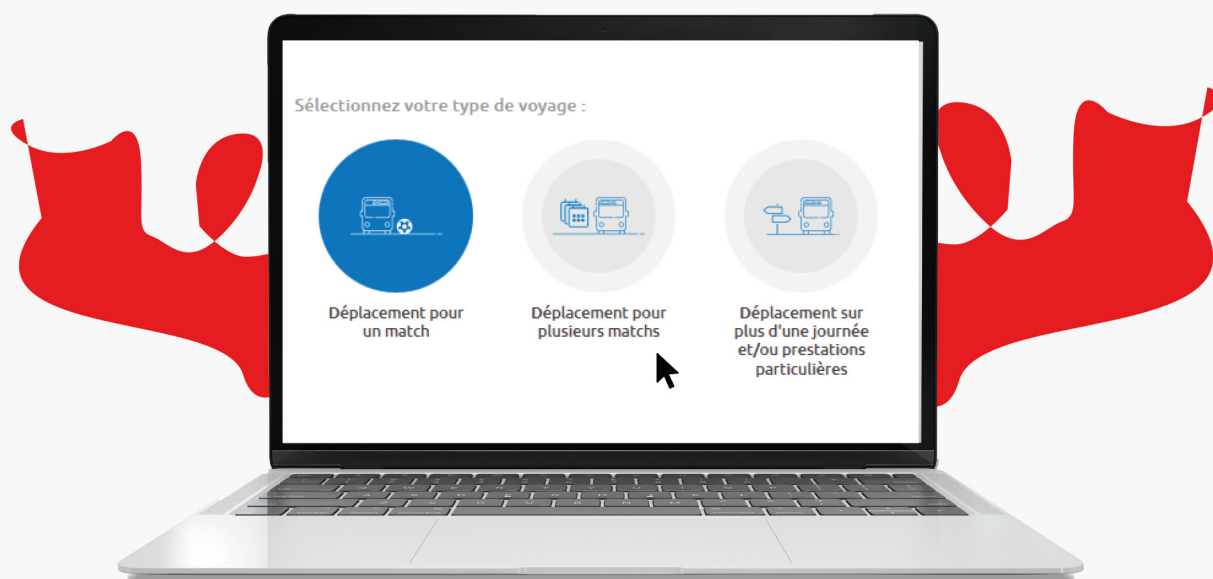 Sélectionnez votre type de voyage :
Déplacement pour
un match
Déplacement pour
plusieurs matchs
Déplacement sur
plus d'une journée
et/ou prestations
particulières